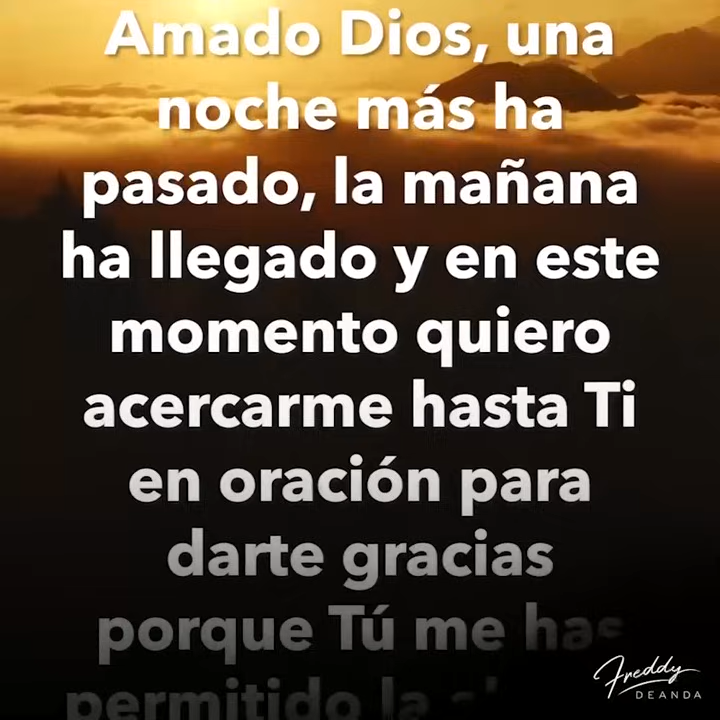 Amado Dios, una
noche más ha
pasado, la mañana
ha llegado y en este
momento quiero
acercarme hasta Ti
en oración para
darte gracias
porque Tú me has
permitido la
Freddy
DEANDA